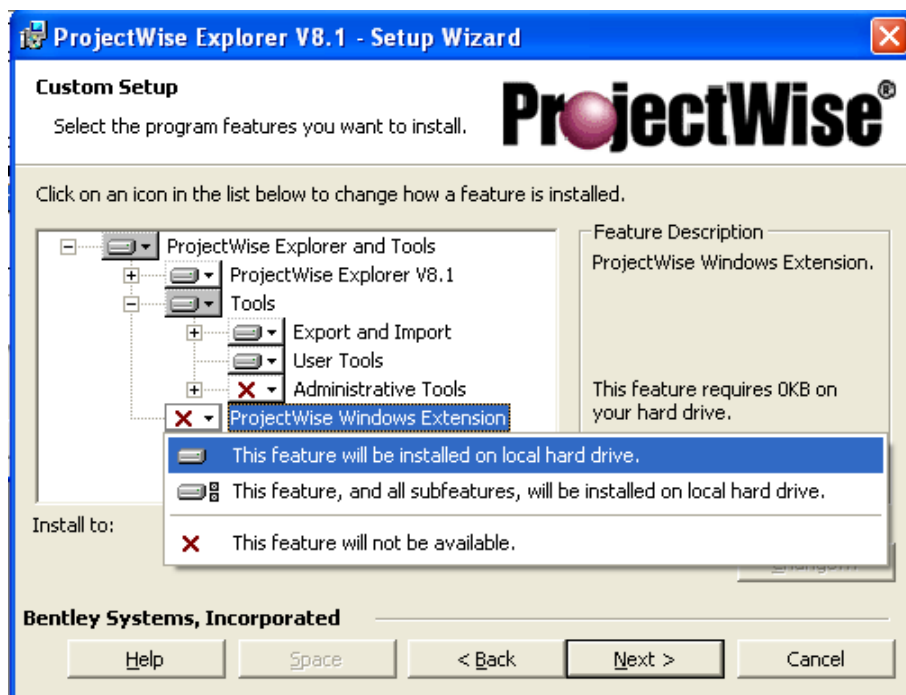 ProjectWise Explorer V8.1 - Setup Wizard
Custom Setup
Select the program features you want to install.
ProjectWise®
Click on an icon in the list below to change how a feature is installed.
ProjectWise Explorer and Tools
ProjectWise Explorer V8.1
Tools
Export and Import
User Tools
Administrative Tools
ProjectWise Windows Extension
Feature Description
ProjectWise Windows Extension.
This feature requires 0KB on
your hard drive.
This feature will be installed on local hard drive.
This feature, and all subfeatures, will be installed on local hard drive.
This feature will not be available.
Install to:
Bentley Systems, Incorporated
Help
Space
< Back
Next >
Cancel